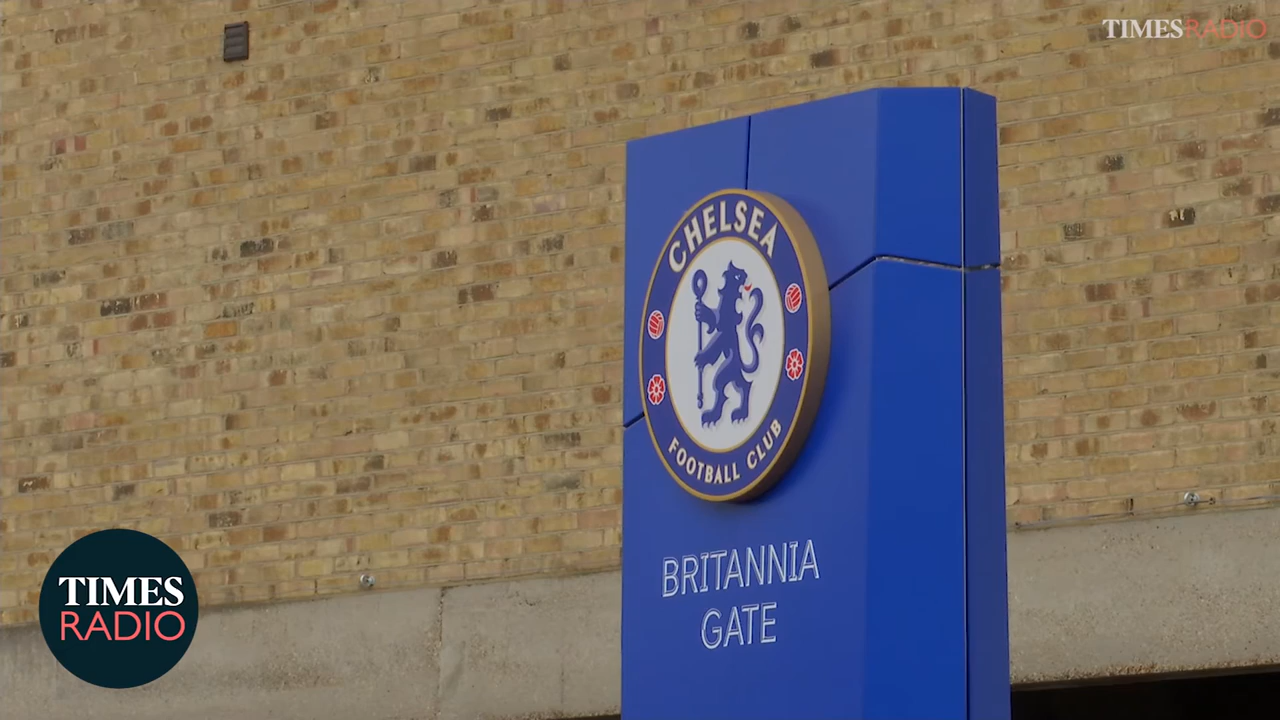 TIMES RADIO
CHELSEA
FOOTBALL CLUB
BRITANNIA
GATE
TIMES
RADIO